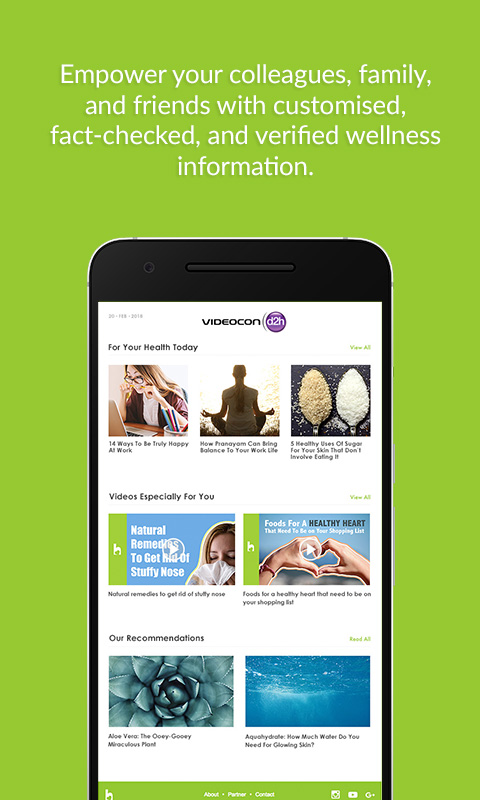 Empower your colleagues, family,
and friends with customised,
fact-checked, and verified wellness
information.
20 - FEB - 2018
VIDEOCON d2h
For Your Health Today
View All
14 Ways To Be Truly Happy
At Work
How Pranayam Can Bring
Balance To Your Work Life
5 Healthy Uses Of Sugar
For Your Skin That Don't
Involve Eating It
Videos Especially For You
View All
Natural
Remedies
To Get Rid Of
Stuffy Nose
Foods For A HEALTHY HEART
That Need To Be on Your Shopping List
Natural remedies to get rid of stuffy nose
Foods for a healthy heart that need to be on
your shopping list
Our Recommendations
Read All
Aloe Vera: The Ooey-Gooey
Miraculous Plant
Aquahydrate: How Much Water Do You
Need For Glowing Skin?
h
About • Partner • Contact
G+